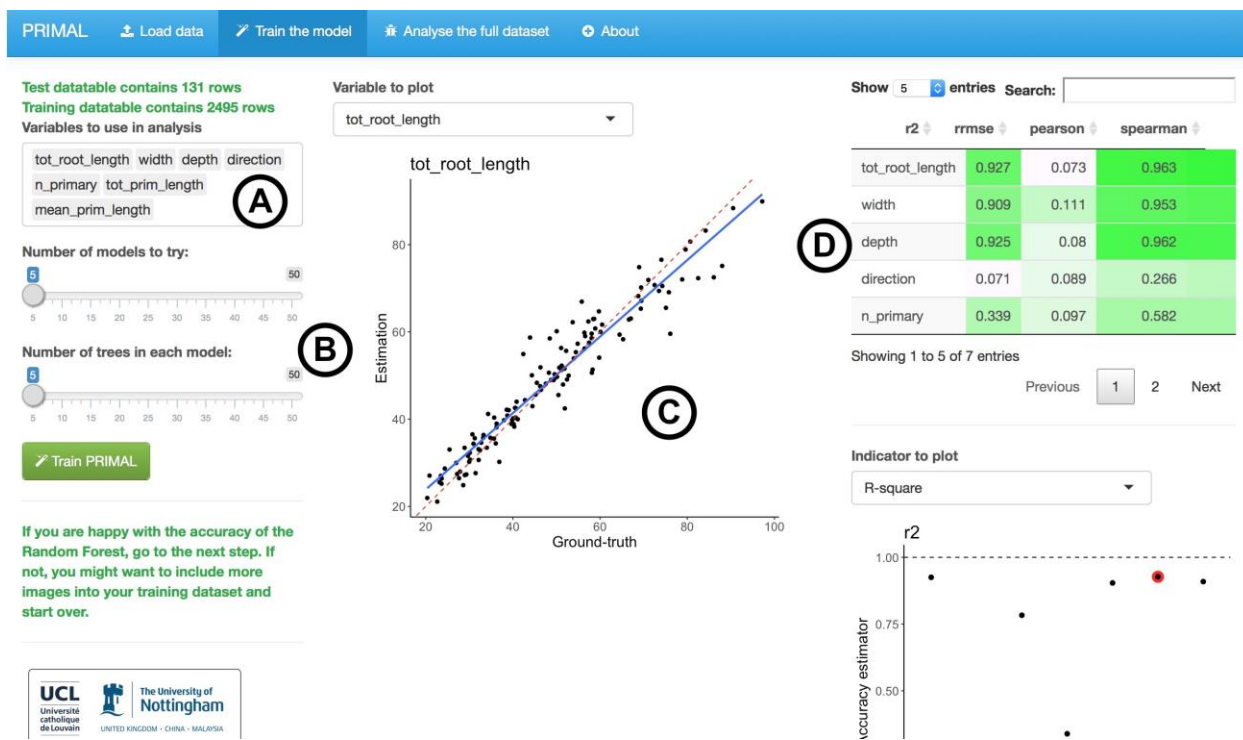 PRIMAL Load data Train the model Analyse the full dataset About
Test datatable contains 131 rows
Training datatable contains 2495 rows
Variables to use in analysis
tot_root_length width depth direction
n_primary tot_prim_length
mean_prim_length
A
Number of models to try:
5 50
5 10 15 20 25 30 35 40 45 50
Number of trees in each model:
5 50
5 10 15 20 25 30 35 40 45 50
B
Train PRIMAL
If you are happy with the accuracy of the
Random Forest, go to the next step. If
not, you might want to include more
images into your training dataset and
start over.
UCL
Université
catholique
de Louvain
The University of
Nottingham
UNITED KINGDOM · CHINA · MALAYSIA
Variable to plot
tot_root_length
tot_root_length
Estimation
80
60
40
20
20 40 60 80 100
Ground-truth
C
Show 5 entries Search:
r2 rrmse pearson spearman
tot_root_length 0.927 0.073 0.963
width 0.909 0.111 0.953
depth 0.925 0.08 0.962
direction 0.071 0.089 0.266
n_primary 0.339 0.097 0.582
D
Showing 1 to 5 of 7 entries
Previous 1 2 Next
Indicator to plot
R-square
r2
Accuracy estimator
1.00
0.75
0.50